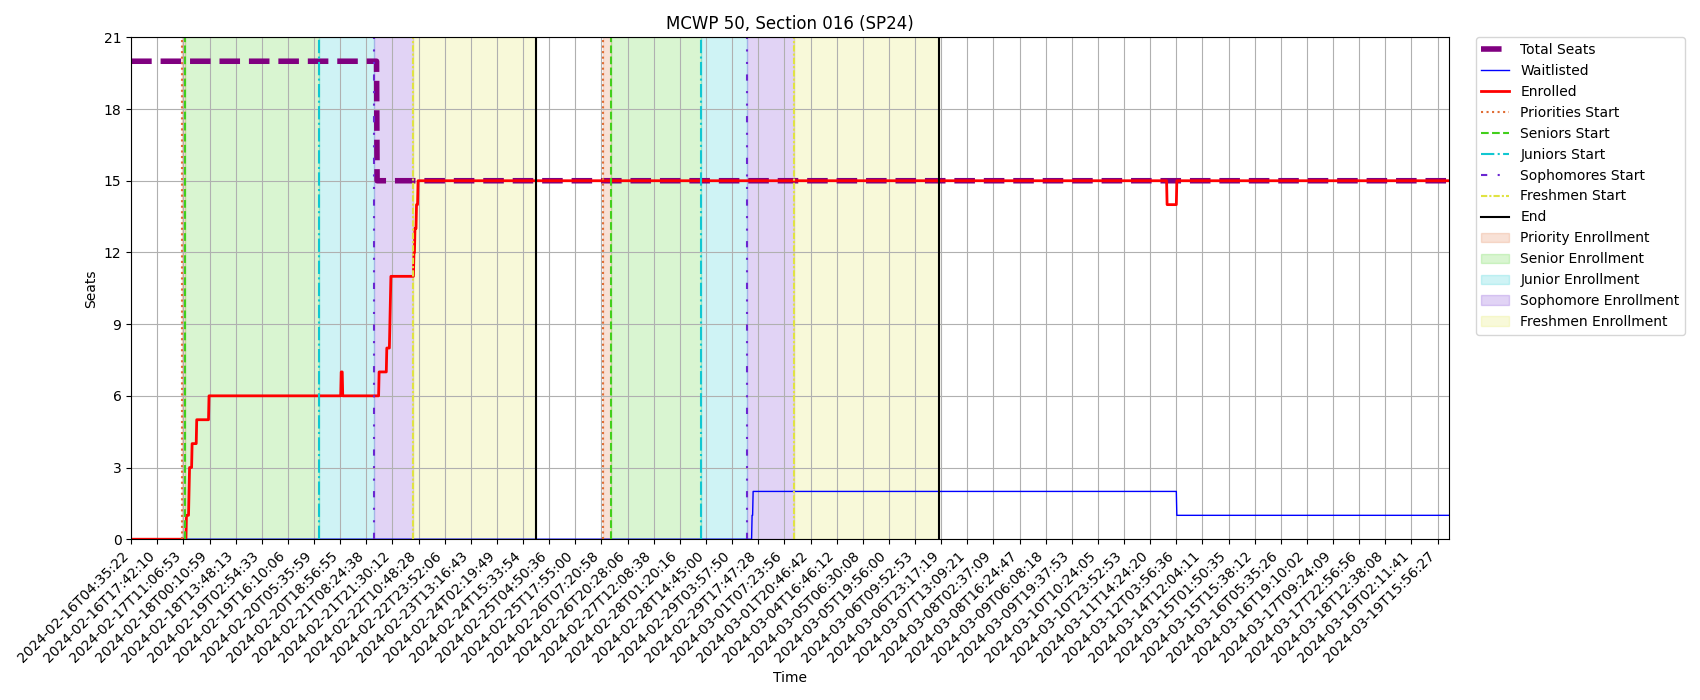 MCWP 50, Section 016 (SP24)
21
18
15
12
9
6
3
0
Seats
2024-02-16T04:35:22
2024-02-16T17:42:10
2024-02-17T11:06:53
2024-02-18T00:10:59
2024-02-18T13:48:13
2024-02-19T02:54:33
2024-02-19T16:10:06
2024-02-20T05:35:59
2024-02-20T18:56:55
2024-02-21T08:24:38
2024-02-21T21:30:12
2024-02-22T10:48:28
2024-02-22T23:52:06
2024-02-23T13:16:43
2024-02-24T02:19:49
2024-02-24T15:33:54
2024-02-25T04:50:36
2024-02-25T17:55:00
2024-02-26T07:20:58
2024-02-26T20:28:06
2024-02-27T12:08:39
2024-02-28T01:20:16
2024-02-28T14:45:00
2024-02-29T03:57:50
2024-02-29T17:47:28
2024-03-01T07:23:56
2024-03-01T20:46:42
2024-03-04T16:46:12
2024-03-05T06:30:08
2024-03-05T19:56:00
2024-03-06T09:52:53
2024-03-06T23:17:19
2024-03-07T13:09:21
2024-03-08T02:37:09
2024-03-08T16:24:47
2024-03-09T06:08:18
2024-03-09T19:37:53
2024-03-10T10:24:05
2024-03-10T23:52:53
2024-03-11T14:24:20
2024-03-12T03:56:36
2024-03-14T12:04:11
2024-03-15T01:50:35
2024-03-15T15:38:12
2024-03-16T05:35:26
2024-03-16T19:10:02
2024-03-17T09:24:09
2024-03-17T22:56:56
2024-03-18T12:38:08
2024-03-19T02:11:41
2024-03-19T15:56:27
Time
Total Seats
Waitlisted
Enrolled
Priorities Start
Seniors Start
Juniors Start
Sophomores Start
Freshmen Start
End
Priority Enrollment
Senior Enrollment
Junior Enrollment
Sophomore Enrollment
Freshmen Enrollment